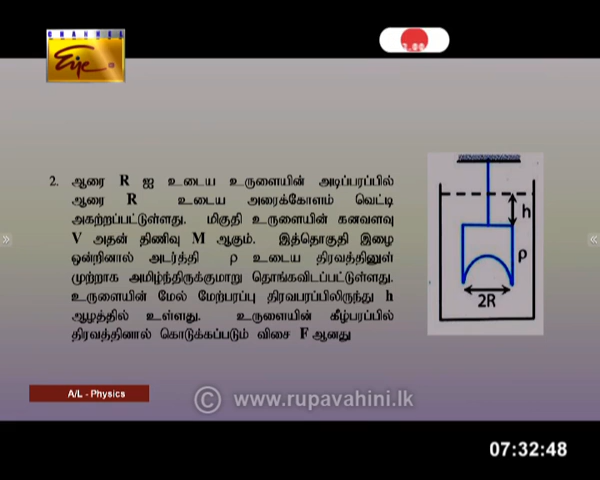 CHANNEL
Eye
2. ஆரை R ஐ உடைய உருளையின் அடிப்பரப்பில்
ஆரை R உடைய அரைக்கோளம் வெட்டி
அகற்றப்பட்டுள்ளது. மிகுதி உருளையின் கனவளவு
V அதன் திணிவு M ஆகும். இத்தொகுதி இழை
ஒன்றினால் அடர்த்தி ρ உடைய திரவத்தினுள்
முற்றாக அமிழ்ந்திருக்குமாறு தொங்கவிடப்பட்டுள்ளது.
உருளையின் மேல் மேற்பரப்பு திரவபரப்பிலிருந்து h
ஆழத்தில் உள்ளது. உருளையின் கீழ்பரப்பில்
திரவத்தினால் கொடுக்கப்படும் விசை F ஆனது
h
ρ
2R
A/L - Physics
© www.rupavahini.lk
07:32:48